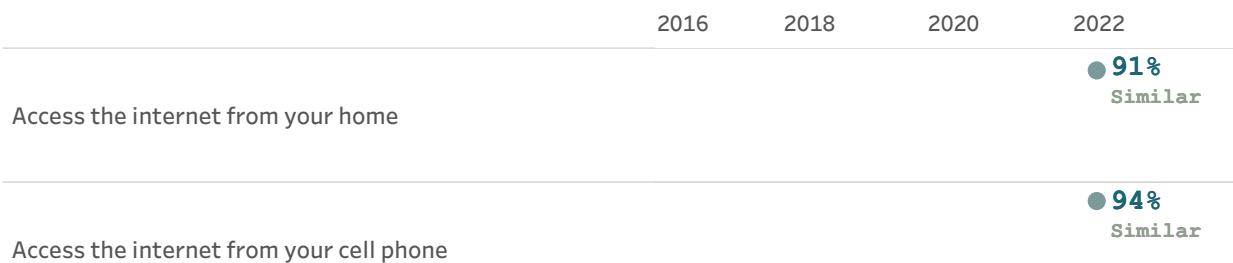 2016 2018 2020 2022
91%
Similar
Access the internet from your home
94%
Similar
Access the internet from your cell phone